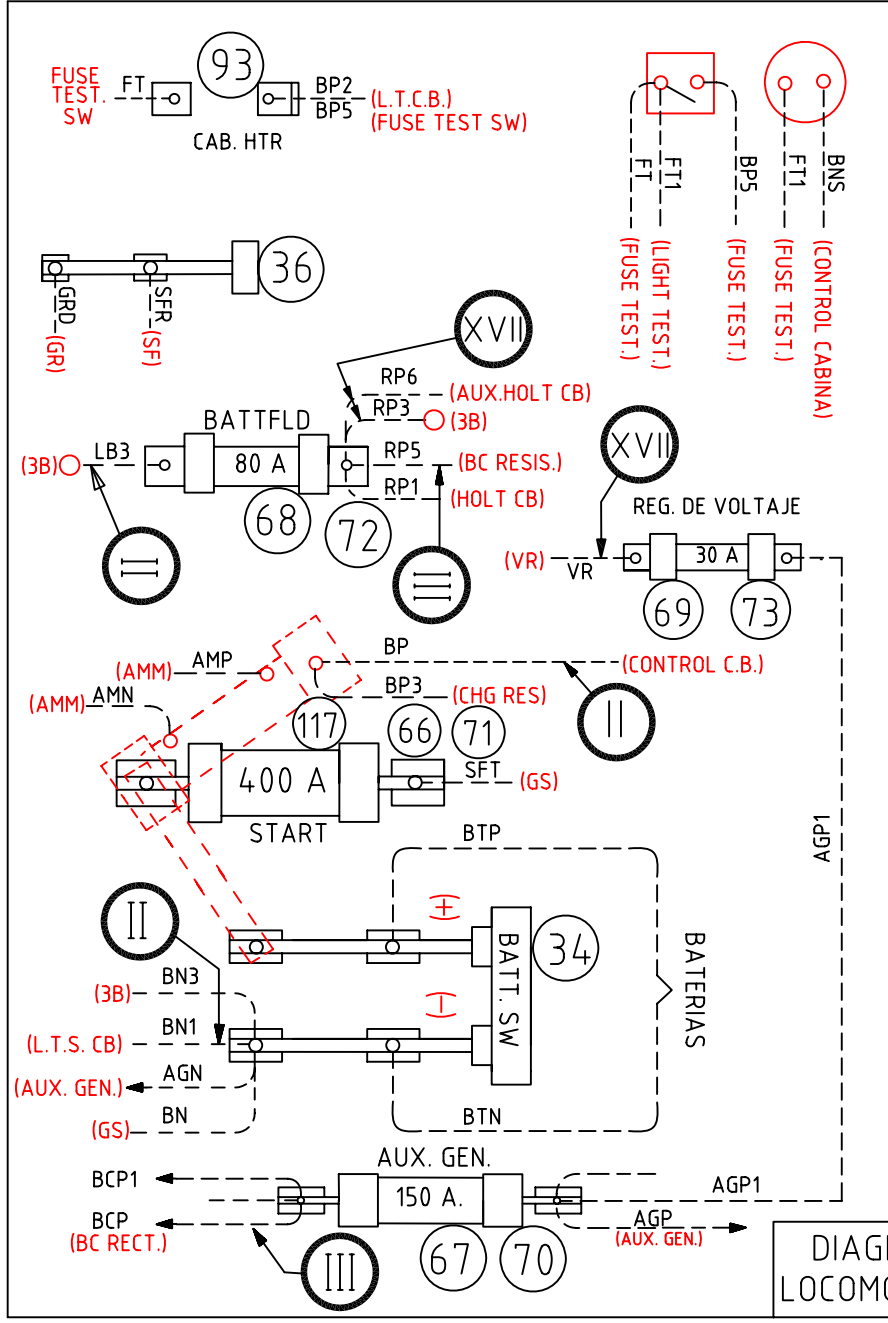 93
FUSE
TEST.
SW
FT
BP2
BP5
(L.T.C.B.)
(FUSE TEST SW)
CAB. HTR
FT
FT1
BP5
FT1
BNS
(FUSE TEST.)
(LIGHT TEST.)
(FUSE TEST.)
(FUSE TEST.)
(CONTROL CABINA)
36
GRD
SFR
(GR)
(SF)
XVII
RP6
(AUX.HOLT CB)
BATTFLD
RP3
(3B)
(3B)
LB3
80 A
RP5
(BC RESIS.)
RP1
(HOLT CB)
68
72
II
III
XVII
REG. DE VOLTAJE
(VR)
VR
30 A
69
73
BP
(CONTROL C.B.)
(AMM)
AMP
BP3
(CHG RES)
(AMM)
AMN
117
66
71
II
400 A
SFT
(GS)
START
AGP1
BTP
II
(+)
34
BATT. SW
BATERIAS
(3B)
BN3
(-)
(L.T.S. CB)
BN1
(AUX. GEN.)
AGN
(GS)
BN
BTN
AUX. GEN.
BCP1
150 A.
AGP1
BCP
(BC RECT.)
AGP
(AUX. GEN.)
III
67
70
DIAG
LOCOMO